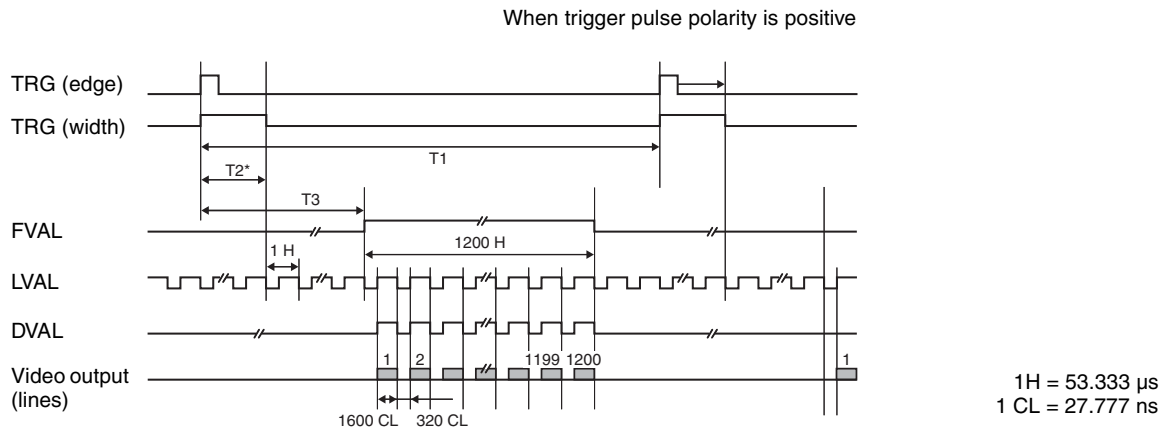 When trigger pulse polarity is positive
TRG (edge)
TRG (width)
T1
T2*
T3
FVAL
1200 H
1 H
LVAL
DVAL
1 2 1199 1200 1
Video output
(lines)
1600 CL 320 CL
1H = 53.333 µs
1 CL = 27.777 ns